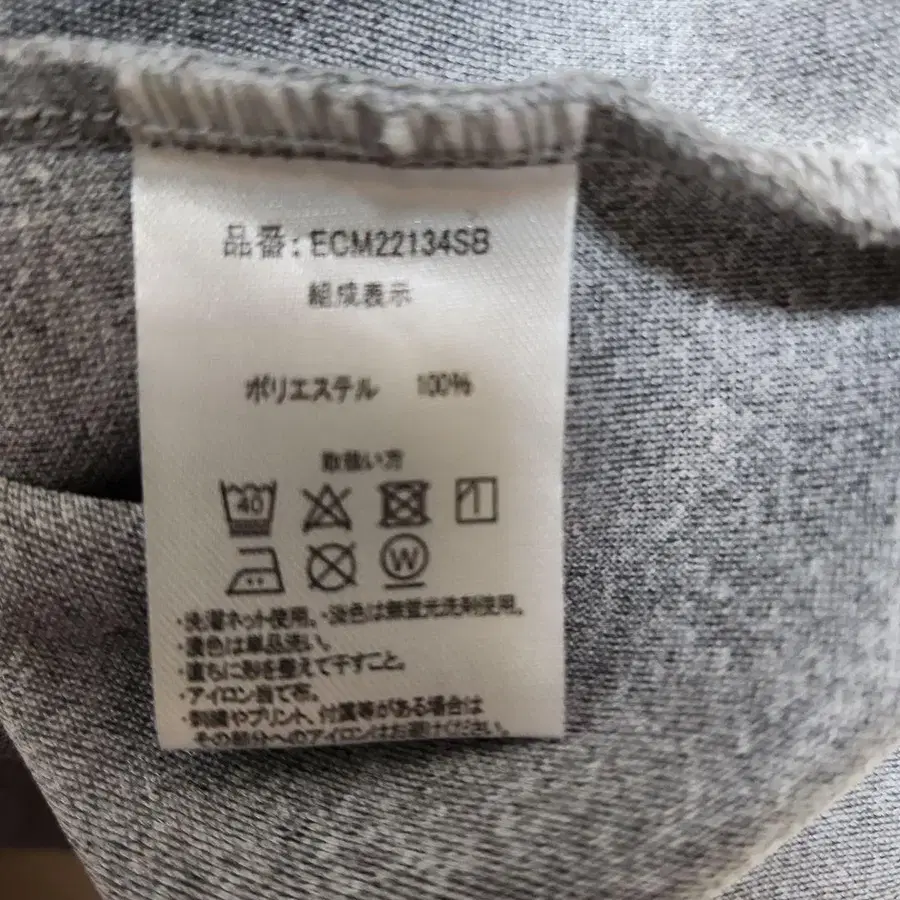 品番: ECM22134SB
組成表示
ポリエステル 100%
取扱い方
40
W
・洗濯ネット使用。・淡色は無蛍光洗剤使用。
・濃色は単品洗い。
・直ちに形を整えて干すこと。
・アイロン当て布。
・刺繍やプリント、付属等がある場合は
その部分へのアイロンはお避けください。